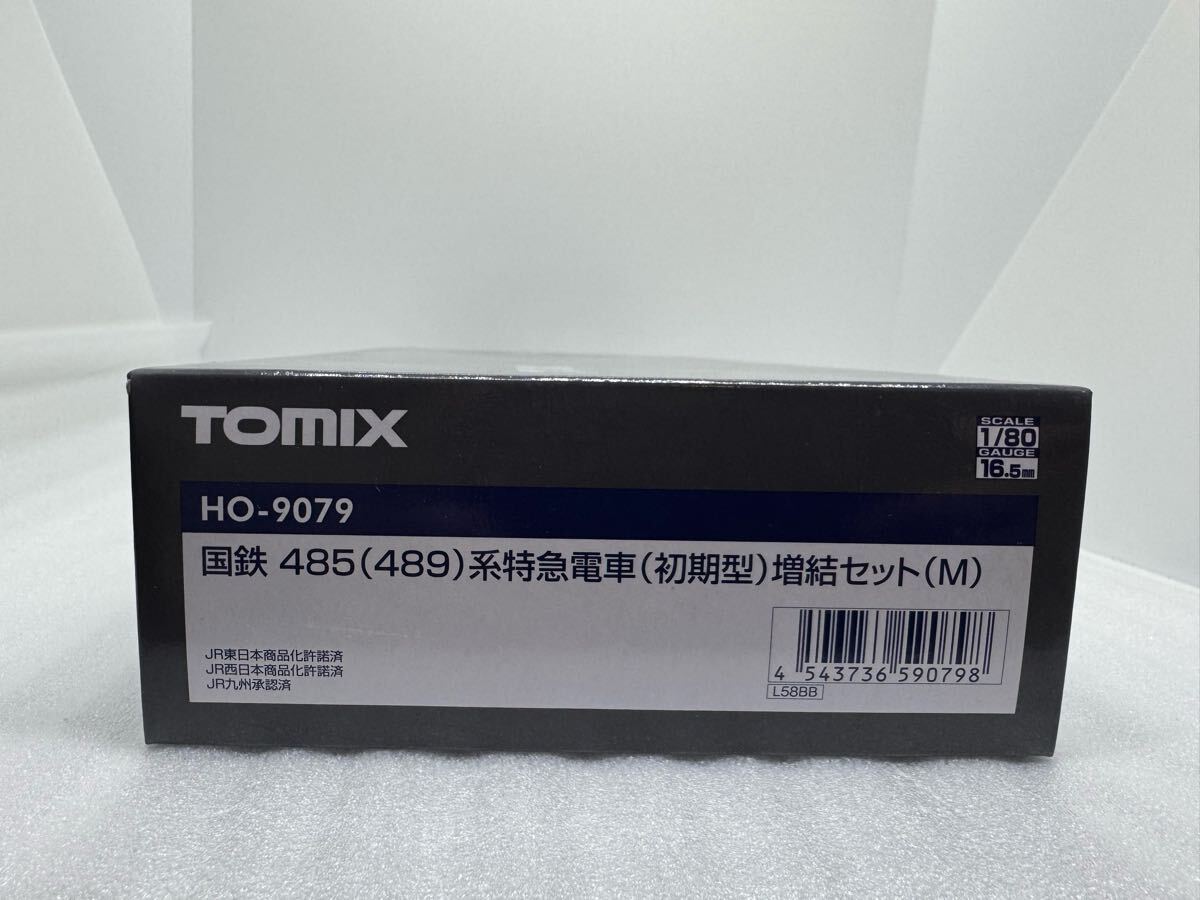 TOMIX
SCALE
1/80
GAUGE
16.5mm
HO-9079
国鉄 485(489)系特急電車(初期型)増結セット(M)
JR東日本商品化許諾済
JR西日本商品化許諾済
JR九州承認済
4 543736 590798
L58BB